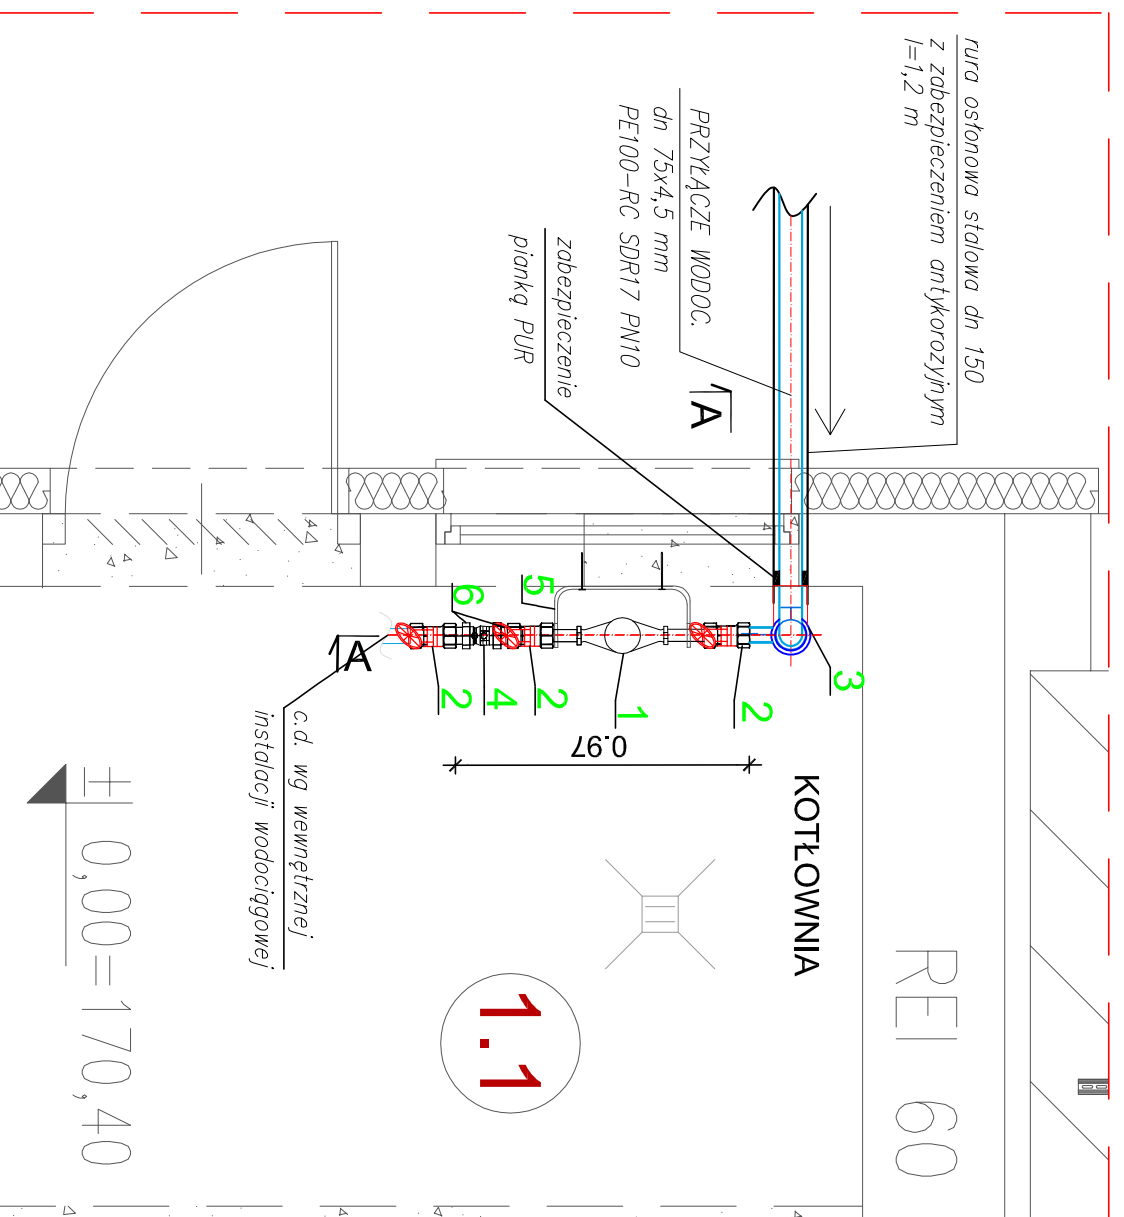 rura osłonowa stalowa dn 150
z zabezpieczeniem antykorozyjnym
l=1,2 m
PRZYŁĄCZE WODOC.
dn 75x4,5 mm
PE100-RC SDR17 PN10
zabezpieczenie
pianką PUR
A
A
3
2
1
5
2
4
6
2
0.97
KOTŁOWNIA
REI 60
c.d. wg wewnętrznej
instalacji wodociągowej
1.1
± 0,00=170,40